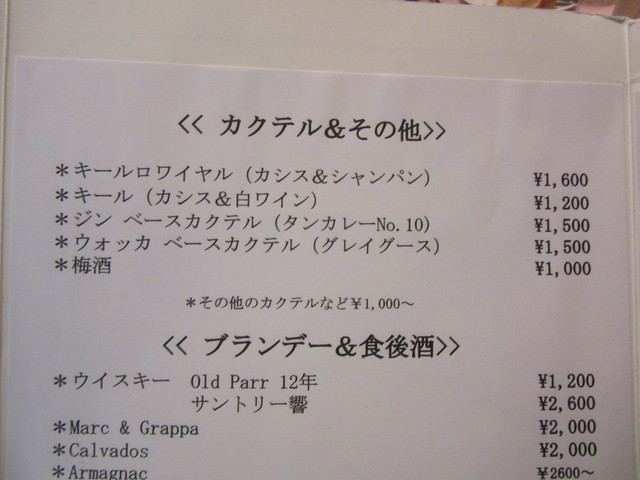 << カクテル&その他>>
＊キールロワイヤル (カシス&シャンパン) ¥1,600
＊キール (カシス&白ワイン) ¥1,200
＊ジン ベースカクテル (タンカレーNo.10) ¥1,500
＊ウォッカ ベースカクテル (グレイグース) ¥1,500
＊梅酒 ¥1,000
＊その他のカクテルなど¥1,000～
<< ブランデー&食後酒>>
＊ウイスキー Old Parr 12年 ¥1,200
サントリー響 ¥2,600
＊Marc & Grappa ¥2,000
＊Calvados ¥2,000
＊Armagnac ¥2600～